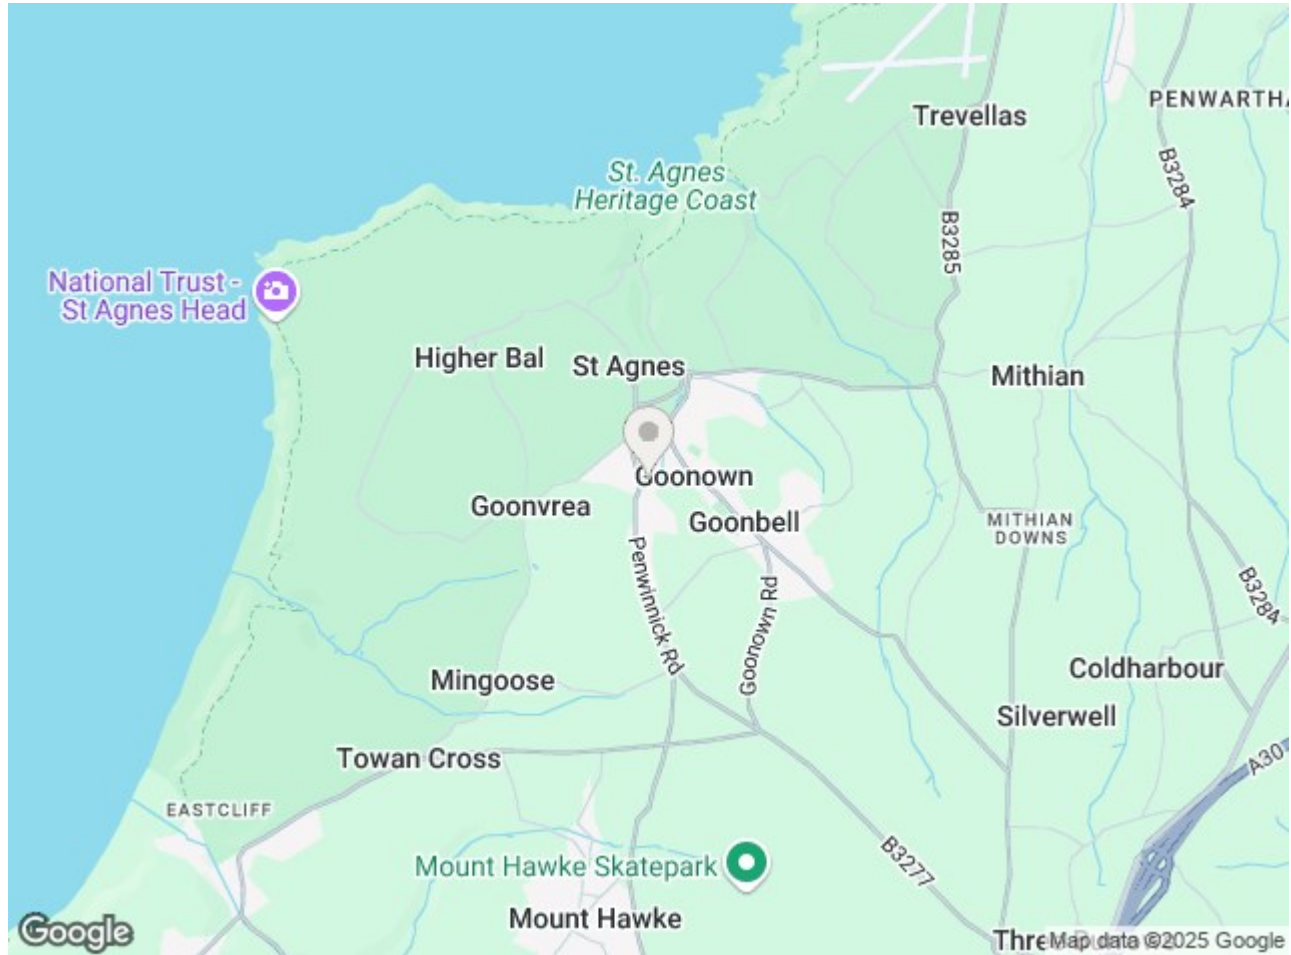 Trevellas
PENWARTHA
B3284
St. Agnes
Heritage Coast
B3285
National Trust -
St Agnes Head
Higher Bal
St Agnes
Mithian
Goonown
Goonvrea
Goonbell
MITHIAN
DOWNS
Penwinnick Rd
Goonown Rd
B3284
Mingoose
Coldharbour
Silverwell
Towan Cross
A30
EASTCLIFF
Mount Hawke Skatepark
B3277
Mount Hawke
Google
Map data ©2025 Google